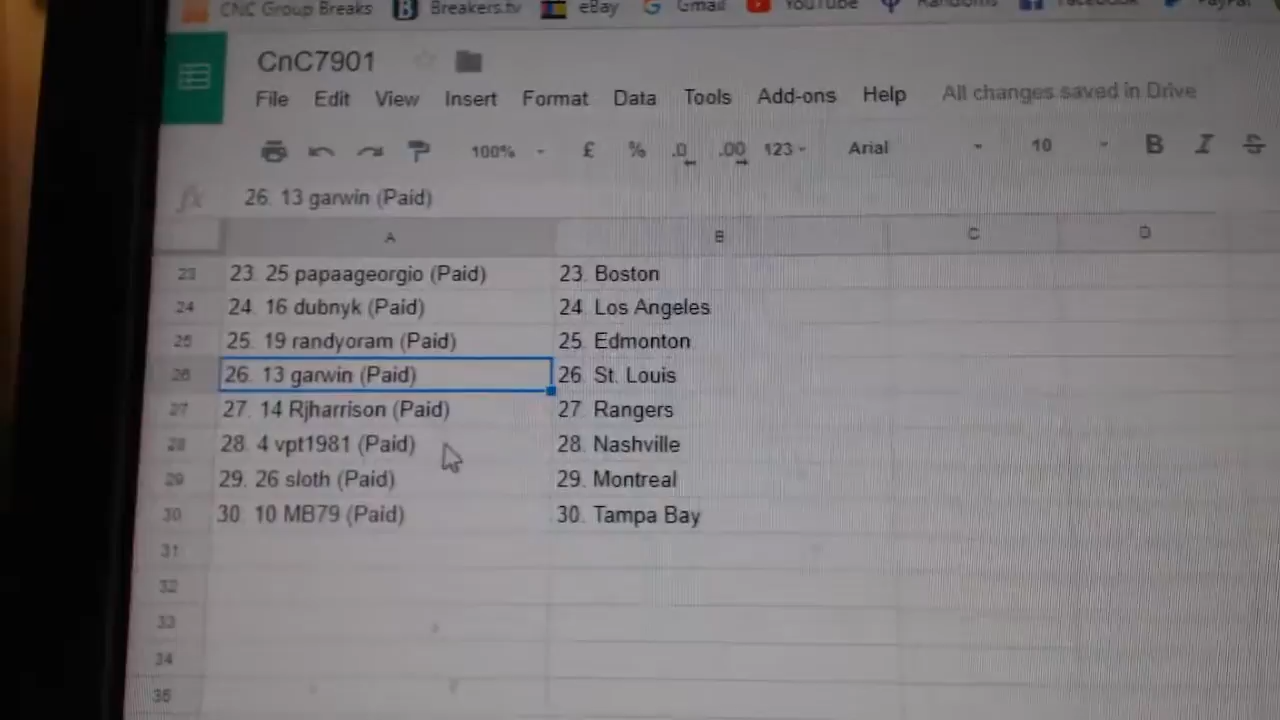 CNC Group Breaks B Breakers.tv eBay G Gmail YouTube Randoms Facebook PayPal
CnC7901
File Edit View Insert Format Data Tools Add-ons Help All changes saved in Drive
100% £ % .0 .00 123 Arial 10 B I S
fx 26. 13 garwin (Paid)
A B C D
23 23. 25 papaageorgio (Paid) 23. Boston
24 24. 16 dubnyk (Paid) 24. Los Angeles
25 25. 19 randyoram (Paid) 25. Edmonton
26 26. 13 garwin (Paid) 26. St. Louis
27 27. 14 Rjharrison (Paid) 27. Rangers
28 28. 4 vpt1981 (Paid) 28. Nashville
29 29. 26 sloth (Paid) 29. Montreal
30 30. 10 MB79 (Paid) 30. Tampa Bay
31
32
33
34
35